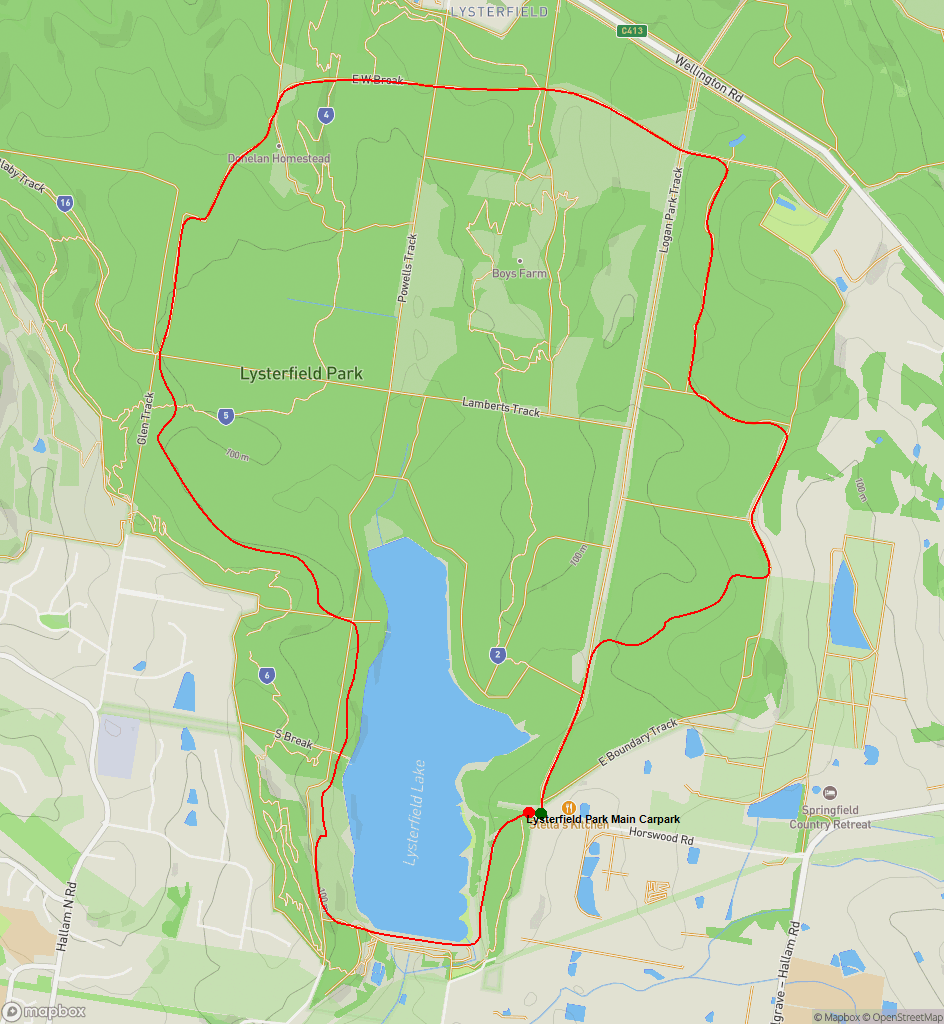 LYSTERFIELD
C413
Wellington Rd
E W Break
4
Donelan Homestead
laby Track
16
Logan Park Track
Powells Track
Boys Farm
Lysterfield Park
Lamberts Track
5
Glen Track
100 m
100 m
100 m
2
6
S Break
E Boundary Track
Lysterfield Lake
Lysterfield Park Main Carpark
Stella's Kitchen
Horswood Rd
Springfield
Country Retreat
100 m
Hallam N Rd
lgrave – Hallam Rd
mapbox
© Mapbox © OpenStreetMap